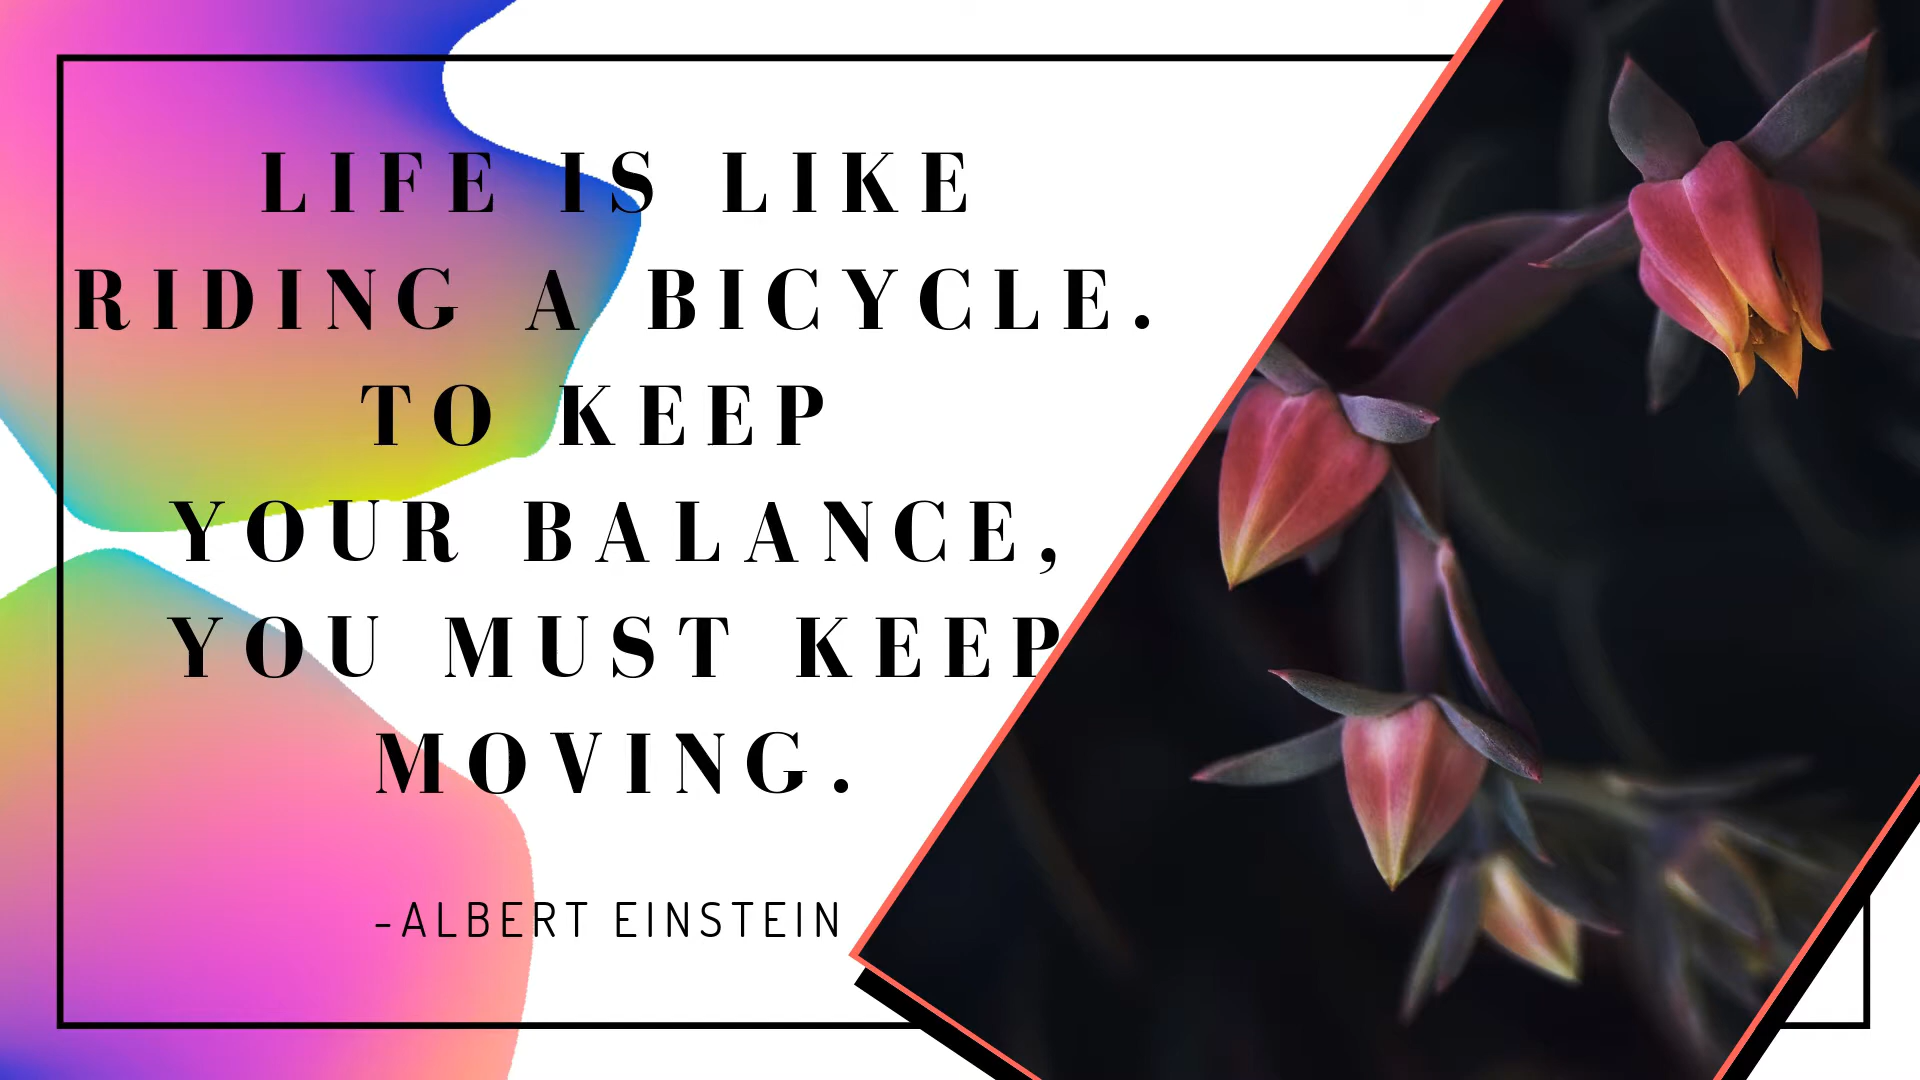 LIFE IS LIKE
RIDING A BICYCLE.
TO KEEP
YOUR BALANCE,
YOU MUST KEEP
MOVING.
-ALBERT EINSTEIN